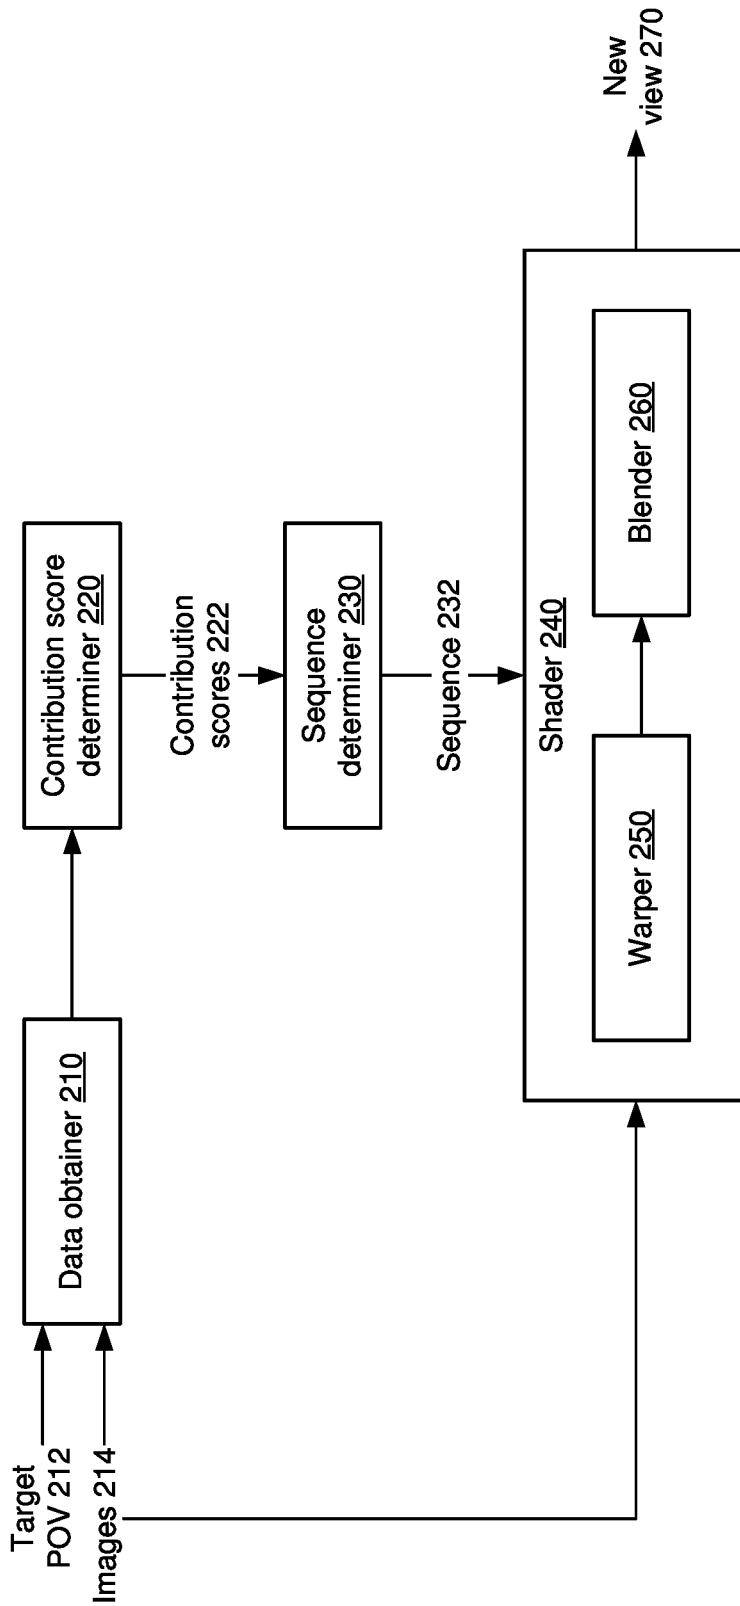 Target
POV 212
Images 214
Data obtainer 210
Contribution score
determiner 220
Contribution
scores 222
Sequence
determiner 230
Sequence 232
Shader 240
Warper 250
Blender 260
New
view 270